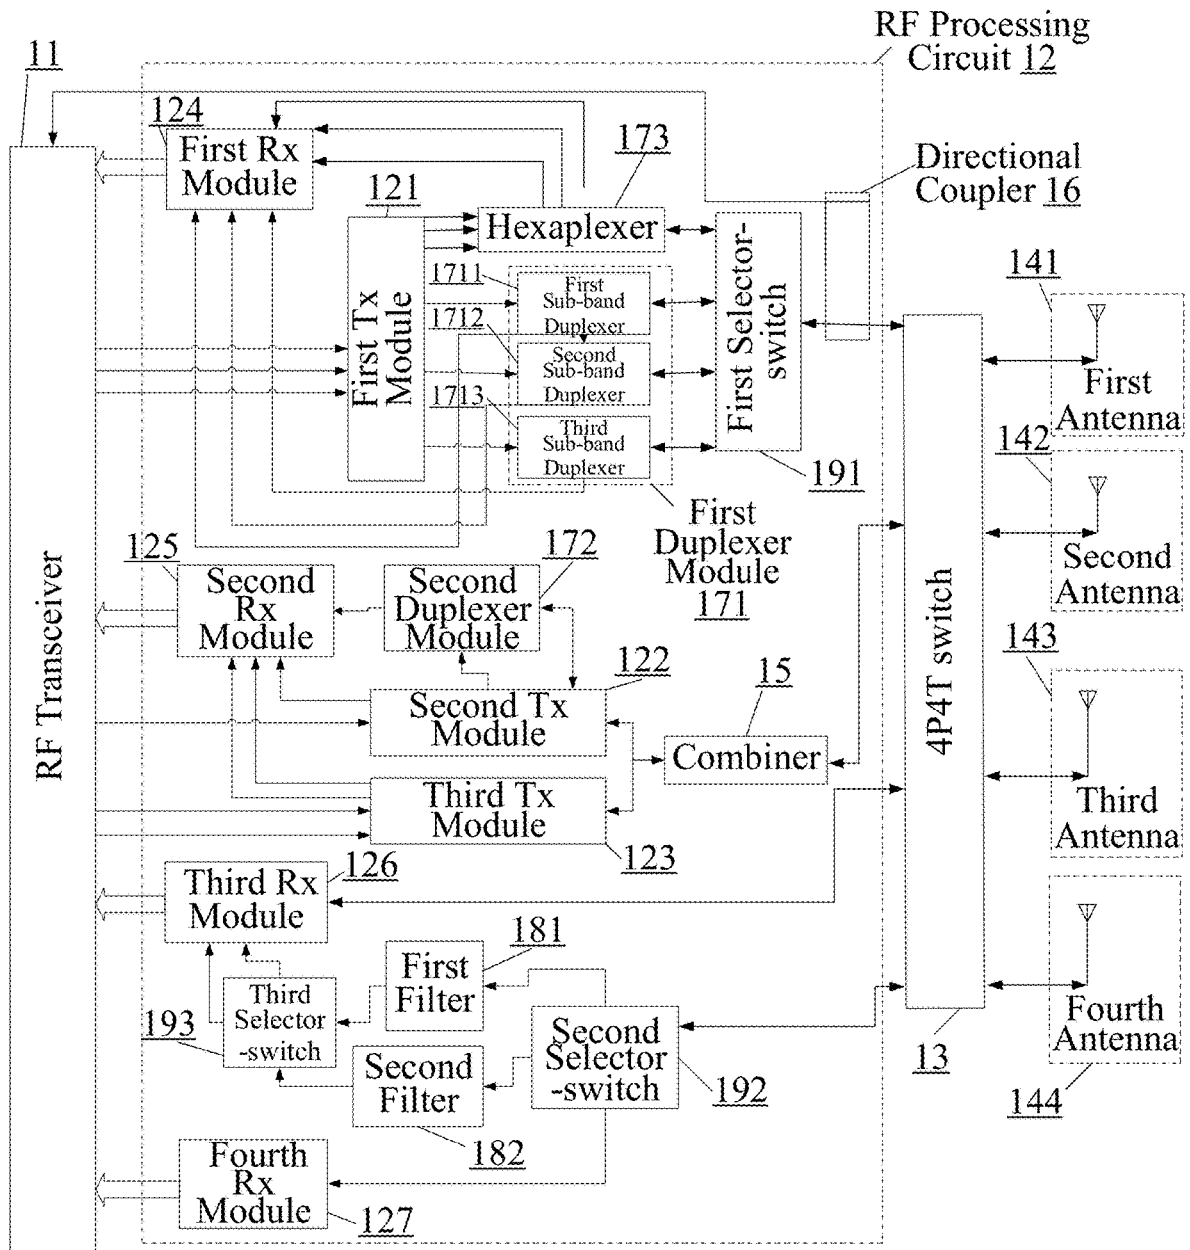 RF Processing
Circuit 12
11
124
First Rx
Module
173
Directional
Coupler 16
121
Hexaplexer
First Tx
Module
1711
First
Sub-band
Duplexer
1712
Second
Sub-band
Duplexer
1713
Third
Sub-band
Duplexer
First Selector-
switch
191
141
First
Antenna
142
Second
Antenna
First
Duplexer
Module
171
125
Second
Rx
Module
172
Second
Duplexer
Module
RF Transceiver
4P4T switch
143
Third
Antenna
122
Second Tx
Module
15
Combiner
Third Tx
Module
123
126
Third Rx
Module
181
First
Filter
Third
Selector
-switch
193
Second
Selector
-switch
192
Second
Filter
182
Fourth
Antenna
13
144
Fourth
Rx
Module
127